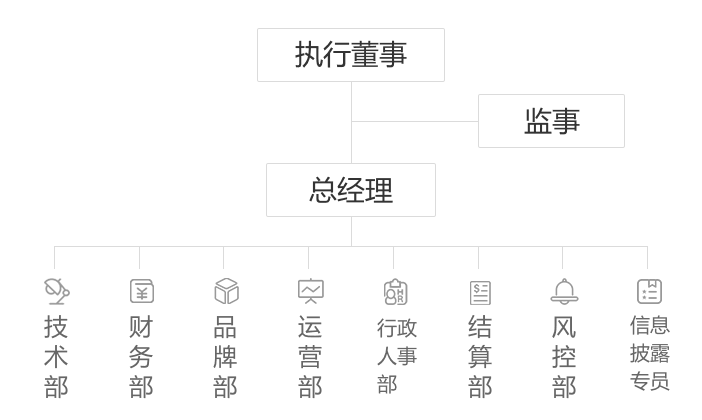 执行董事
监事
总经理
技
术
部
财
务
部
品
牌
部
运
营
部
行政
人事
部
结
算
部
风
控
部
信息
披露
专员